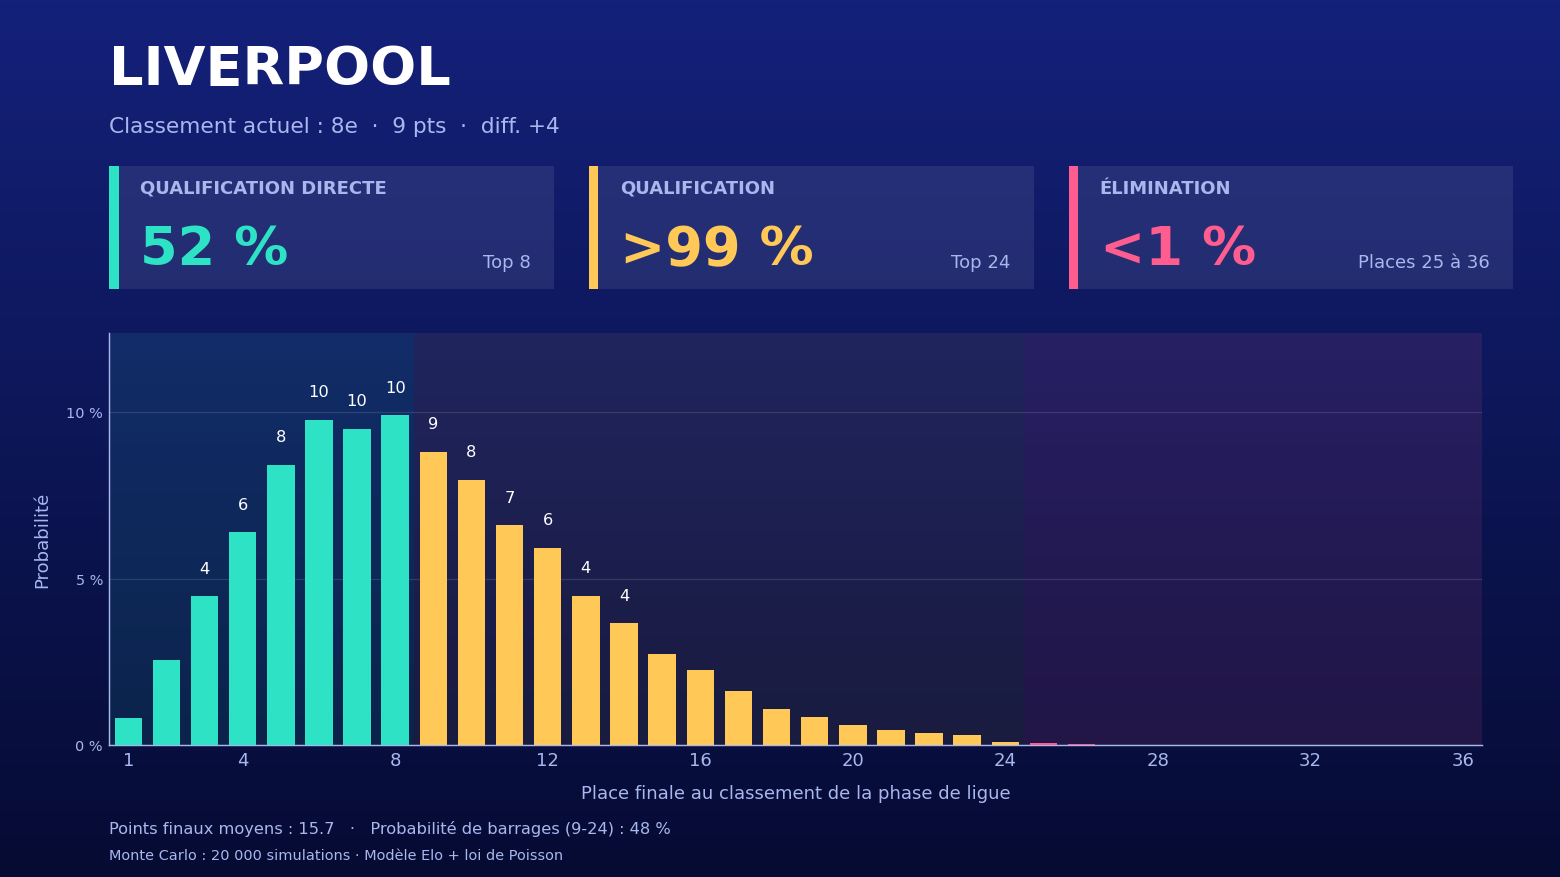 LIVERPOOL
Classement actuel : 8e · 9 pts · diff. +4
QUALIFICATION DIRECTE
52 %
Top 8
QUALIFICATION
>99 %
Top 24
ÉLIMINATION
<1 %
Places 25 à 36
Probabilité
10 %
5 %
0 %
4
6
8
10
10
10
9
8
7
6
4
4
1 4 8 12 16 20 24 28 32 36
Place finale au classement de la phase de ligue
Points finaux moyens : 15.7 · Probabilité de barrages (9-24) : 48 %
Monte Carlo : 20 000 simulations · Modèle Elo + loi de Poisson